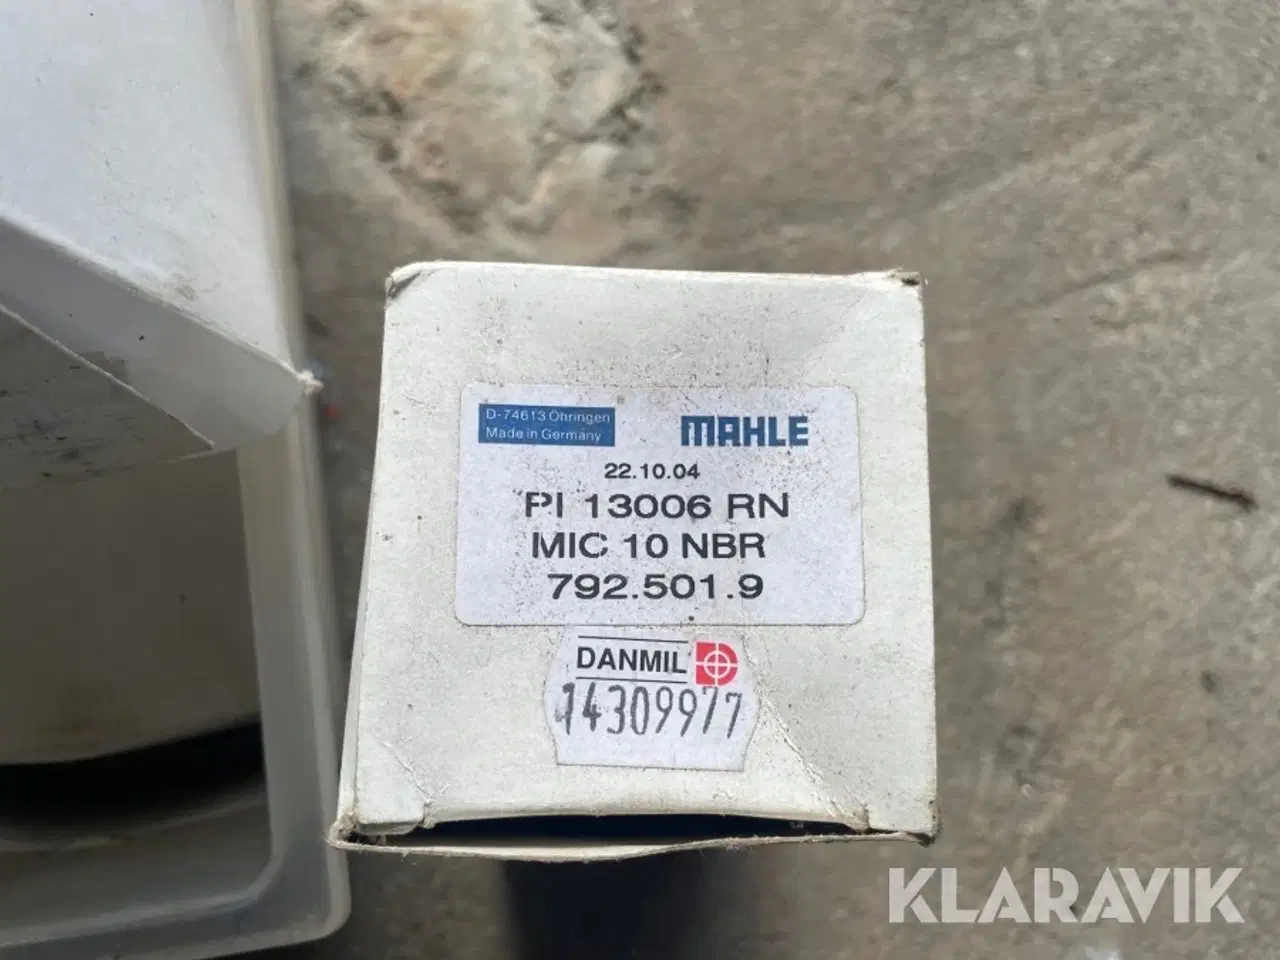 D-74613 Öhringen
Made in Germany
MAHLE
22.10.04
PI 13006 RN
MIC 10 NBR
792.501.9
DANMIL
14309977
KLARAVIK